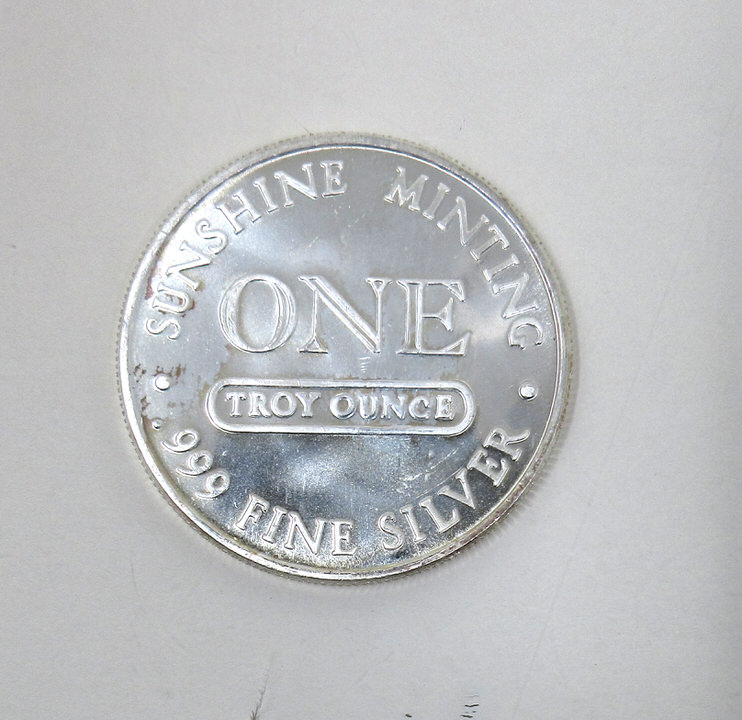 SUNSHINE MINTING
ONE
TROY OUNCE
.999 FINE SILVER